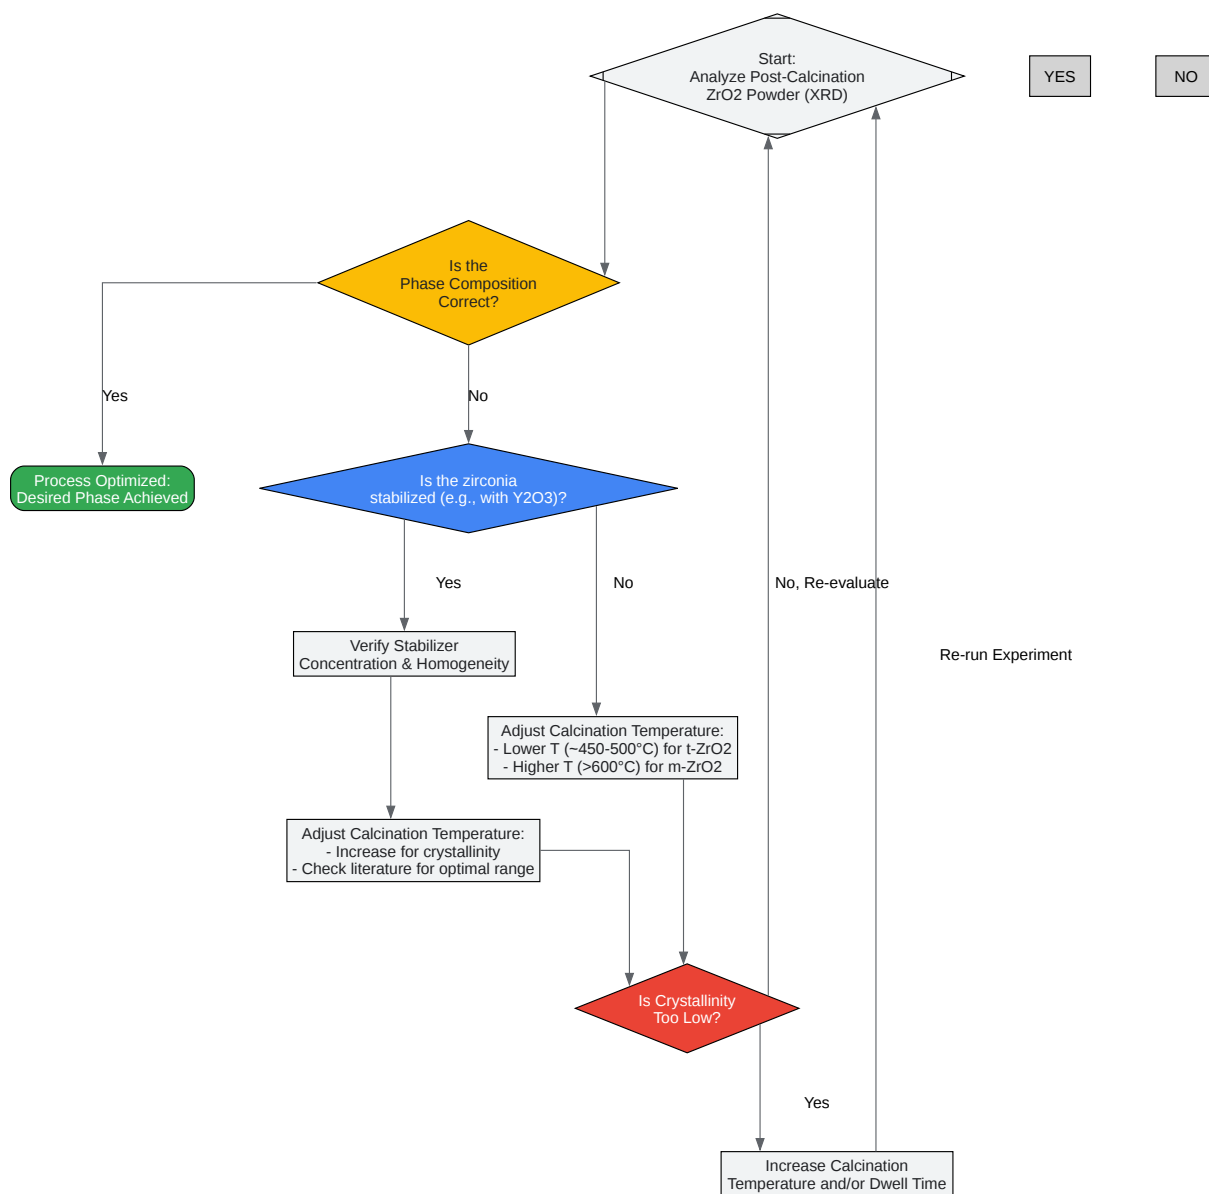 Start:
Analyze Post-Calcination
ZrO2 Powder (XRD)
YES
NO
Is the
Phase Composition
Correct?
Yes
No
Process Optimized:
Desired Phase Achieved
Is the zirconia
stabilized (e.g., with Y2O3)?
Yes
No
No, Re-evaluate
Re-run Experiment
Verify Stabilizer
Concentration & Homogeneity
Adjust Calcination Temperature:
- Lower T (~450-500°C) for t-ZrO2
- Higher T (>600°C) for m-ZrO2
Adjust Calcination Temperature:
- Increase for crystallinity
- Check literature for optimal range
Is Crystallinity
Too Low?
Yes
Increase Calcination
Temperature and/or Dwell Time